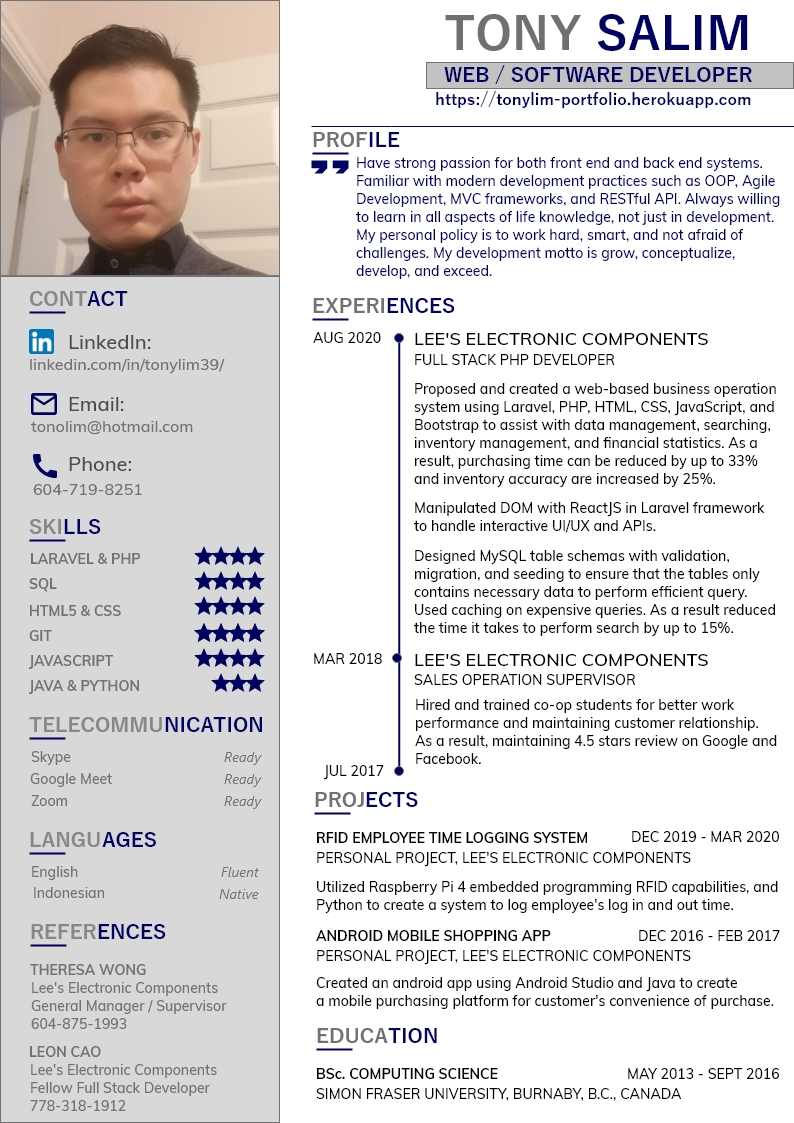 TONY SALIM
WEB / SOFTWARE DEVELOPER
https://tonylim-portfolio.herokuapp.com
CONTACT
LinkedIn:
linkedin.com/in/tonylim39/
Email:
tonolim@hotmail.com
Phone:
604-719-8251
SKILLS
LARAVEL & PHP
SQL
HTML5 & CSS
GIT
JAVASCRIPT
JAVA & PYTHON
TELECOMMUNICATION
Skype Ready
Google Meet Ready
Zoom Ready
LANGUAGES
English Fluent
Indonesian Native
REFERENCES
THERESA WONG
Lee's Electronic Components
General Manager / Supervisor
604-875-1993
LEON CAO
Lee's Electronic Components
Fellow Full Stack Developer
778-318-1912
PROFILE
Have strong passion for both front end and back end systems.
Familiar with modern development practices such as OOP, Agile
Development, MVC frameworks, and RESTful API. Always willing
to learn in all aspects of life knowledge, not just in development.
My personal policy is to work hard, smart, and not afraid of
challenges. My development motto is grow, conceptualize,
develop, and exceed.
EXPERIENCES
AUG 2020 LEE'S ELECTRONIC COMPONENTS
FULL STACK PHP DEVELOPER
Proposed and created a web-based business operation
system using Laravel, PHP, HTML, CSS, JavaScript, and
Bootstrap to assist with data management, searching,
inventory management, and financial statistics. As a
result, purchasing time can be reduced by up to 33%
and inventory accuracy are increased by 25%.
Manipulated DOM with ReactJS in Laravel framework
to handle interactive UI/UX and APIs.
Designed MySQL table schemas with validation,
migration, and seeding to ensure that the tables only
contains necessary data to perform efficient query.
Used caching on expensive queries. As a result reduced
the time it takes to perform search by up to 15%.
MAR 2018 LEE'S ELECTRONIC COMPONENTS
SALES OPERATION SUPERVISOR
Hired and trained co-op students for better work
performance and maintaining customer relationship.
As a result, maintaining 4.5 stars review on Google and
Facebook.
JUL 2017
PROJECTS
RFID EMPLOYEE TIME LOGGING SYSTEM DEC 2019 - MAR 2020
PERSONAL PROJECT, LEE'S ELECTRONIC COMPONENTS
Utilized Raspberry Pi 4 embedded programming RFID capabilities, and
Python to create a system to log employee's log in and out time.
ANDROID MOBILE SHOPPING APP DEC 2016 - FEB 2017
PERSONAL PROJECT, LEE'S ELECTRONIC COMPONENTS
Created an android app using Android Studio and Java to create
a mobile purchasing platform for customer's convenience of purchase.
EDUCATION
BSc. COMPUTING SCIENCE MAY 2013 - SEPT 2016
SIMON FRASER UNIVERSITY, BURNABY, B.C., CANADA